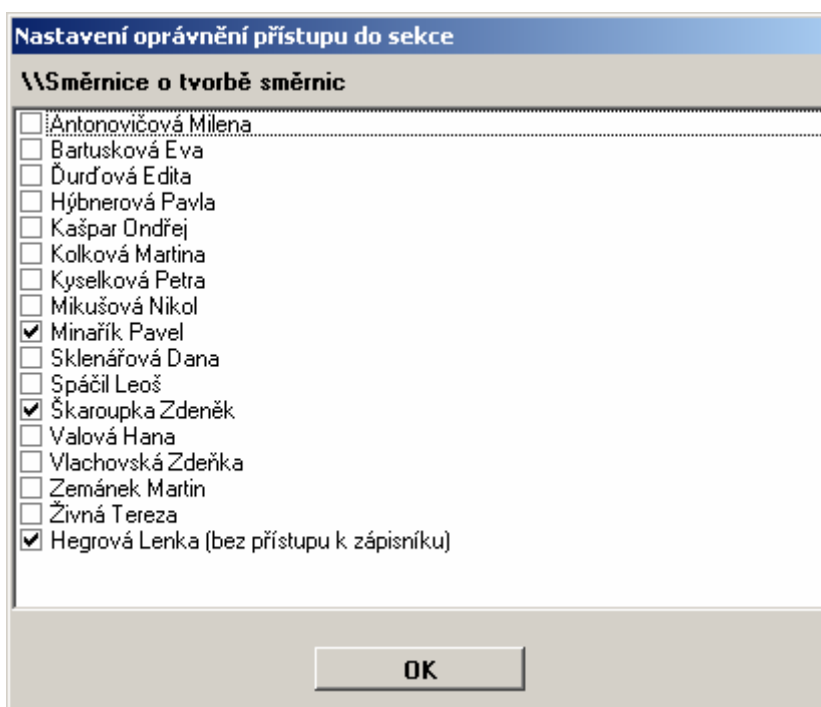 Nastavení oprávnění přístupu do sekce
\\Směrnice o tvorbě směrnic
Antonovičová Milena
Bartusková Eva
Ďurďová Edita
Hýbnerová Pavla
Kašpar Ondřej
Kolková Martina
Kyselková Petra
Mikušová Nikol
Minařík Pavel
Sklenářová Dana
Spáčil Leoš
Škaroupka Zdeněk
Valová Hana
Vlachovská Zdeňka
Zemánek Martin
Živná Tereza
Hegrová Lenka (bez přístupu k zápisníku)
OK